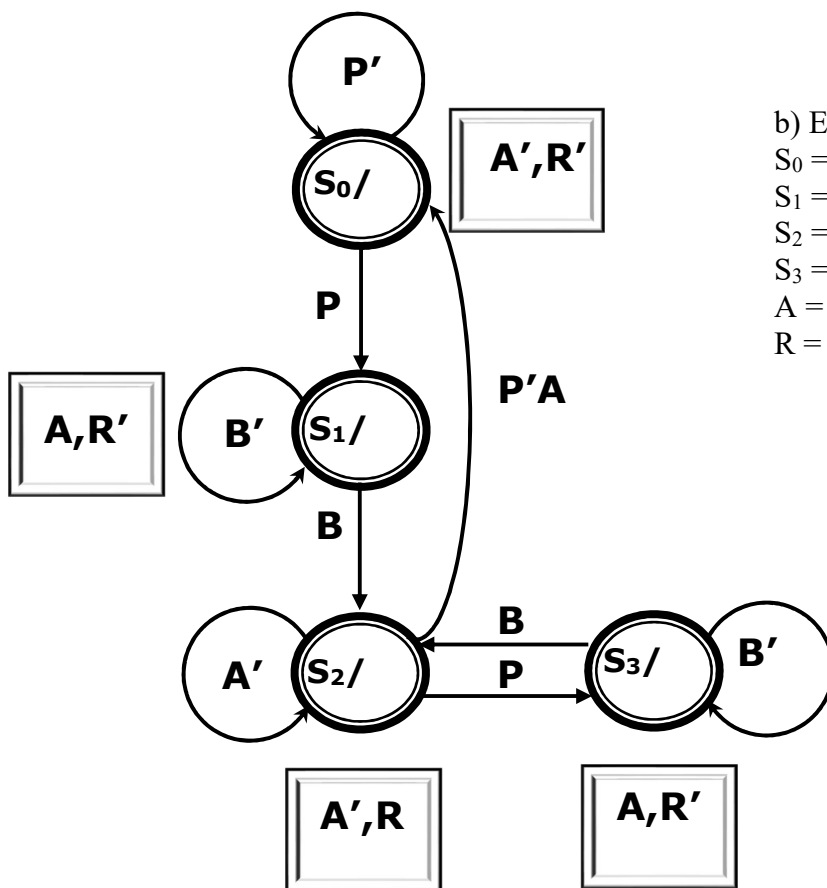 P'
S₀/
A',R'
b) E
S₀ =
S₁ =
S₂ =
S₃ =
A =
R =
P
P'A
A,R'
B'
S₁/
B
A'
S₂/
B
P
S₃/
B'
A',R
A,R'